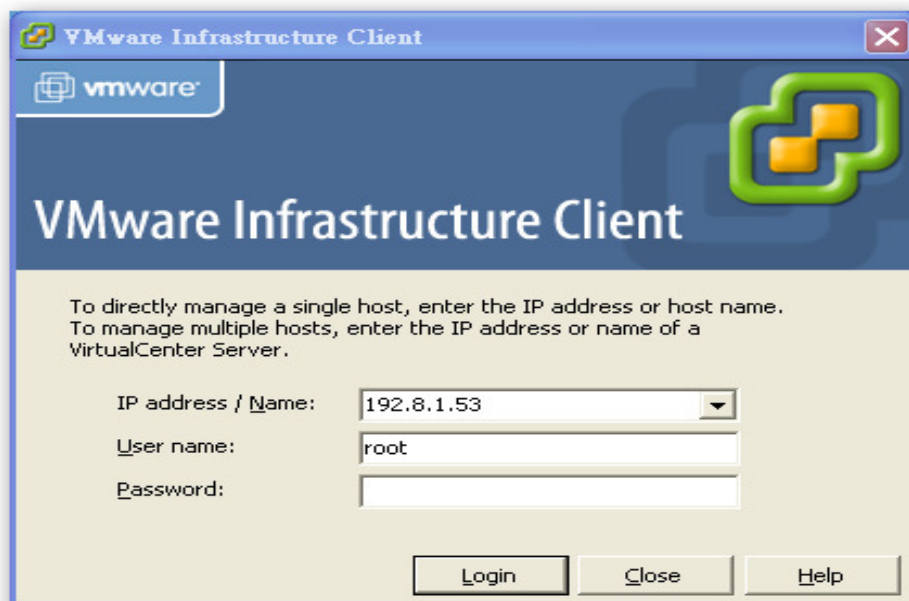 VMware Infrastructure Client
vmware
VMware Infrastructure Client
To directly manage a single host, enter the IP address or host name.
To manage multiple hosts, enter the IP address or name of a
VirtualCenter Server.
IP address / Name: 192.8.1.53
User name: root
Password:
Login Close Help